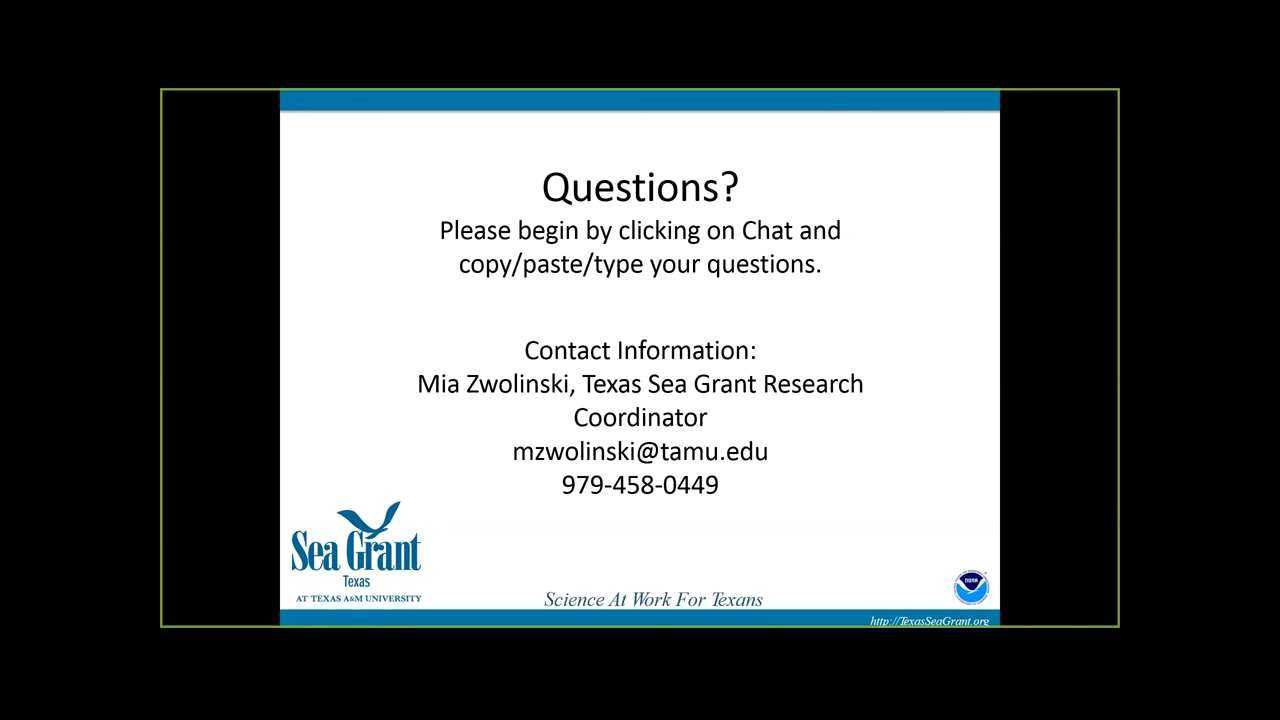 Questions?
Please begin by clicking on Chat and
copy/paste/type your questions.
Contact Information:
Mia Zwolinski, Texas Sea Grant Research
Coordinator
mzwolinski@tamu.edu
979-458-0449
Sea Grant
Texas
AT TEXAS A&M UNIVERSITY
Science At Work For Texans
NOAA
http://TexasSeaGrant.org